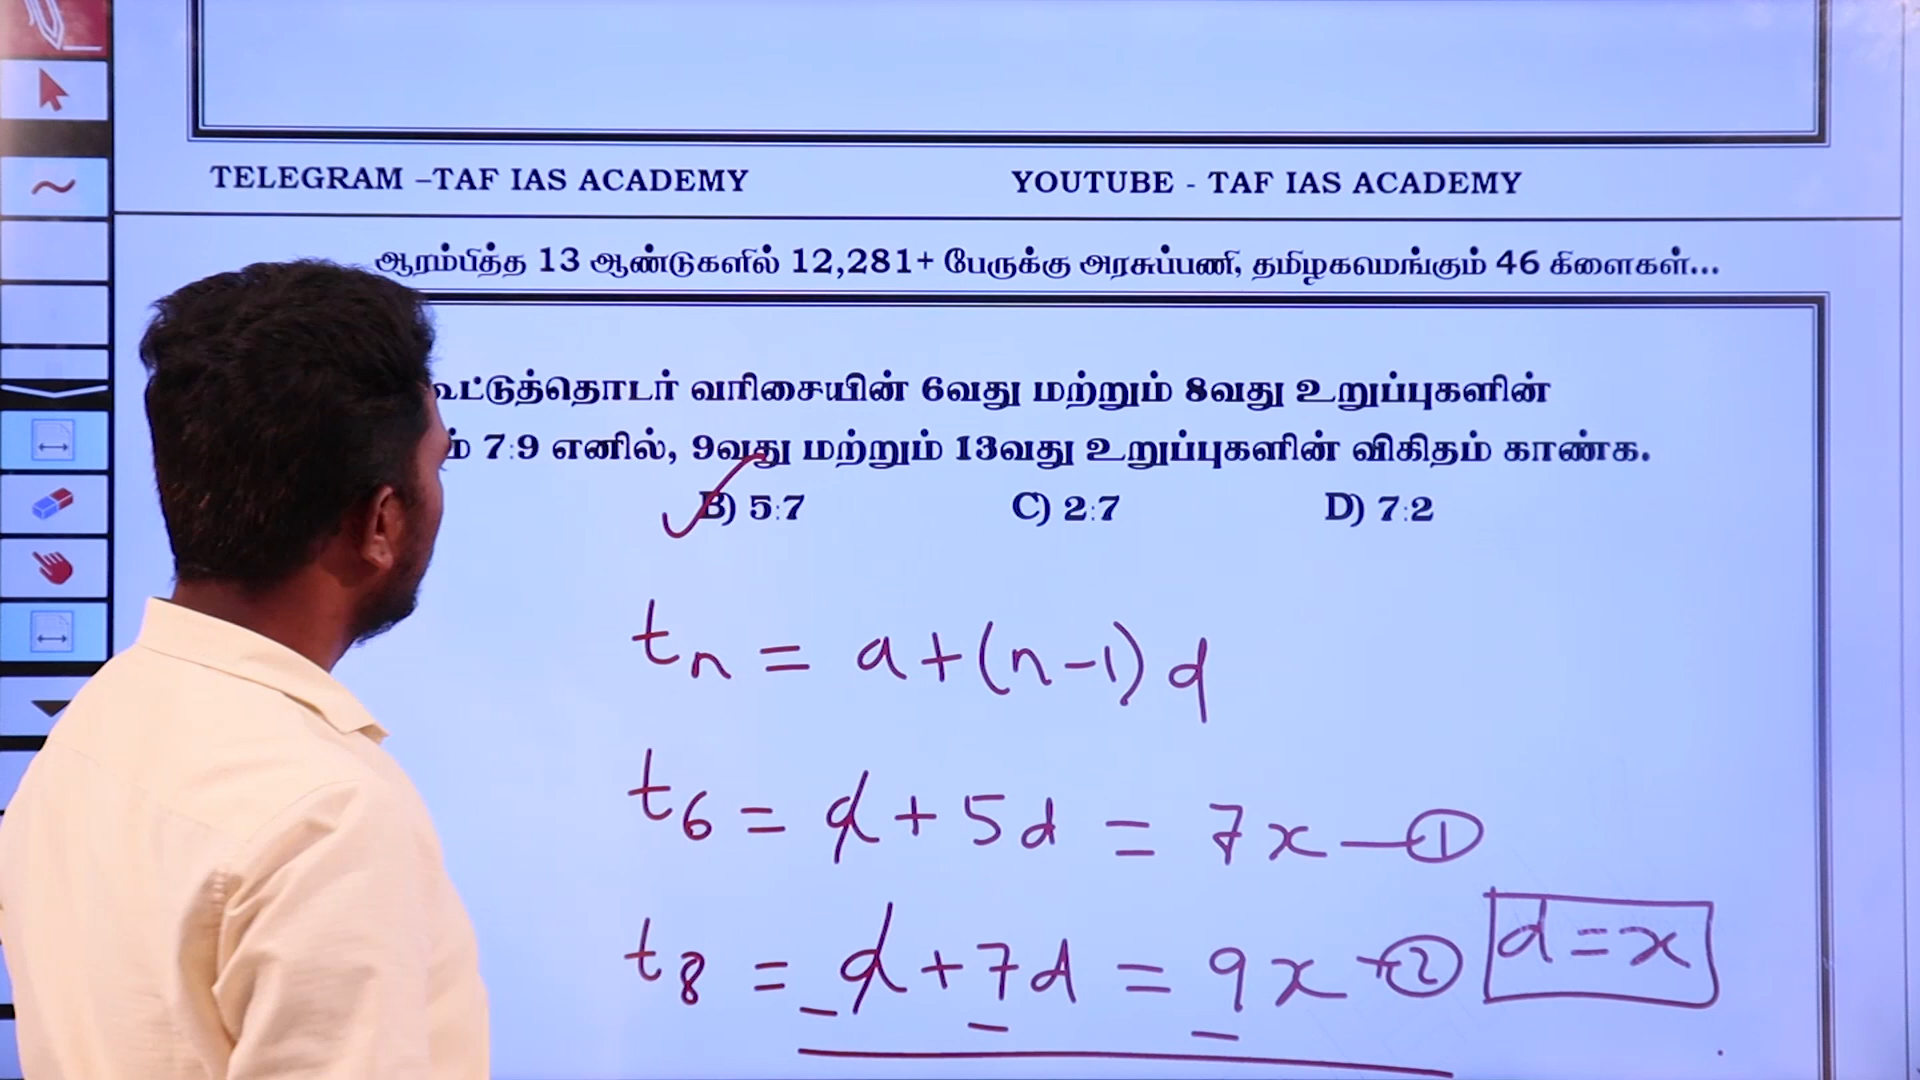 TELEGRAM –TAF IAS ACADEMY YOUTUBE - TAF IAS ACADEMY
ஆரம்பித்த 13 ஆண்டுகளில் 12,281+ பேருக்கு அரசுப்பணி, தமிழகமெங்கும் 46 கிளைகள்...
கூட்டுத்தொடர் வரிசையின் 6வது மற்றும் 8வது உறுப்புகளின்
7:9 எனில், 9வது மற்றும் 13வது உறுப்புகளின் விகிதம் காண்க.
B) 5:7 C) 2:7 D) 7:2
tn = a+(n-1)d
t6 = a+5d = 7x — ①
t8 = a+7d = 9x — ②
d=x